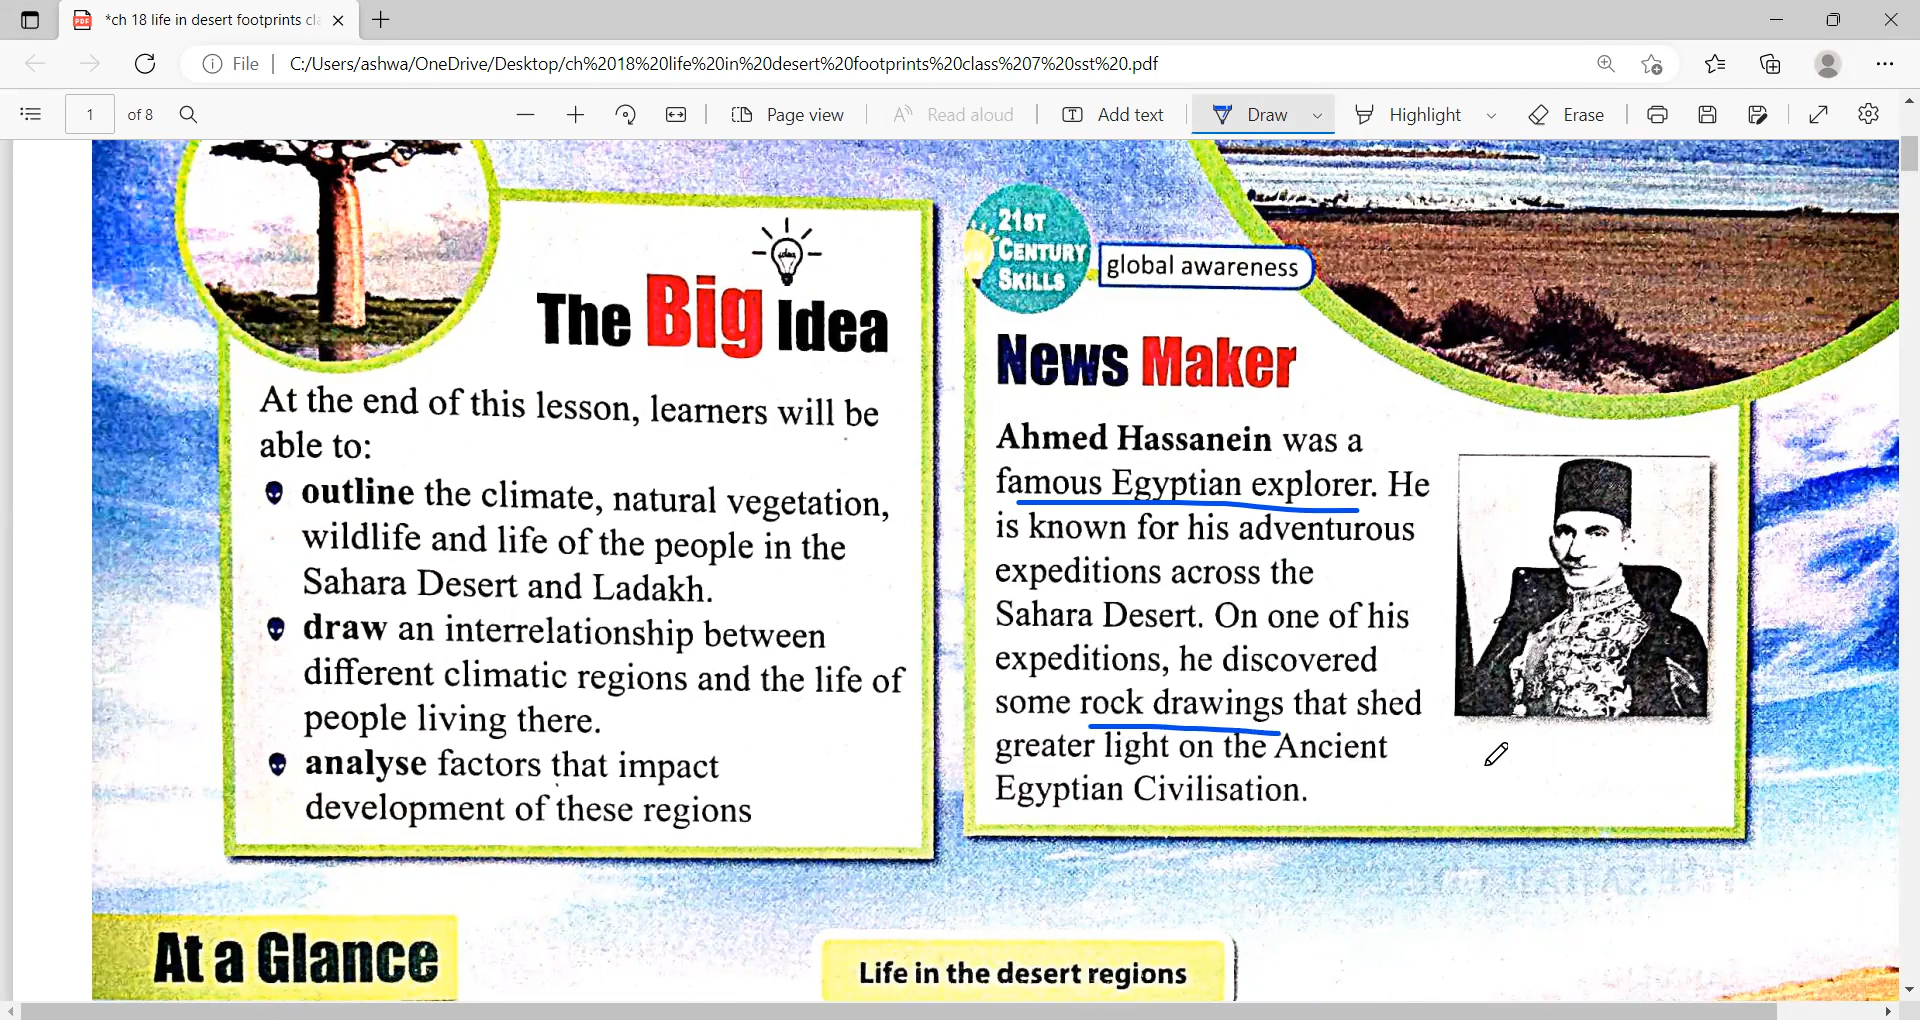 *ch 18 life in desert footprints cl
File
C:/Users/ashwa/OneDrive/Desktop/ch%2018%20life%20in%20desert%20footprints%20class%207%20sst%20.pdf
1 of 8
Page view
Read aloud
Add text
Draw
Highlight
Erase
idea
The Big Idea
At the end of this lesson, learners will be
able to:
outline the climate, natural vegetation,
wildlife and life of the people in the
Sahara Desert and Ladakh.
draw an interrelationship between
different climatic regions and the life of
people living there.
analyse factors that impact
development of these regions
21ST
CENTURY
SKILLS
global awareness
News Maker
Ahmed Hassanein was a
famous Egyptian explorer. He
is known for his adventurous
expeditions across the
Sahara Desert. On one of his
expeditions, he discovered
some rock drawings that shed
greater light on the Ancient
Egyptian Civilisation.
At a Glance
Life in the desert regions